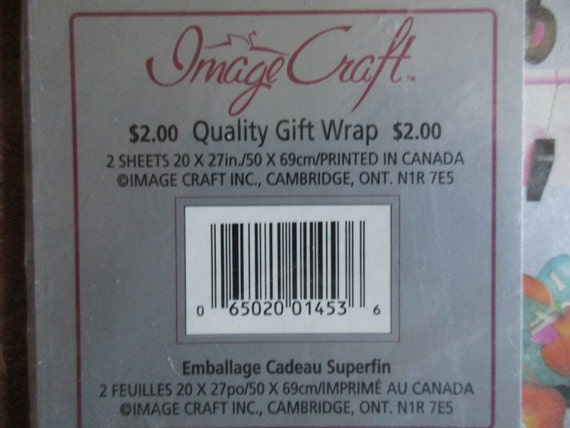 Image Craft™
$2.00 Quality Gift Wrap $2.00
2 SHEETS 20 X 27in./50 X 69cm/PRINTED IN CANADA
©IMAGE CRAFT INC., CAMBRIDGE, ONT. N1R 7E5
0 65020 01453 6
Emballage Cadeau Superfin
2 FEUILLES 20 X 27po/50 X 69cm/IMPRIMÉ AU CANADA
©IMAGE CRAFT INC., CAMBRIDGE, ONT. N1R 7E5